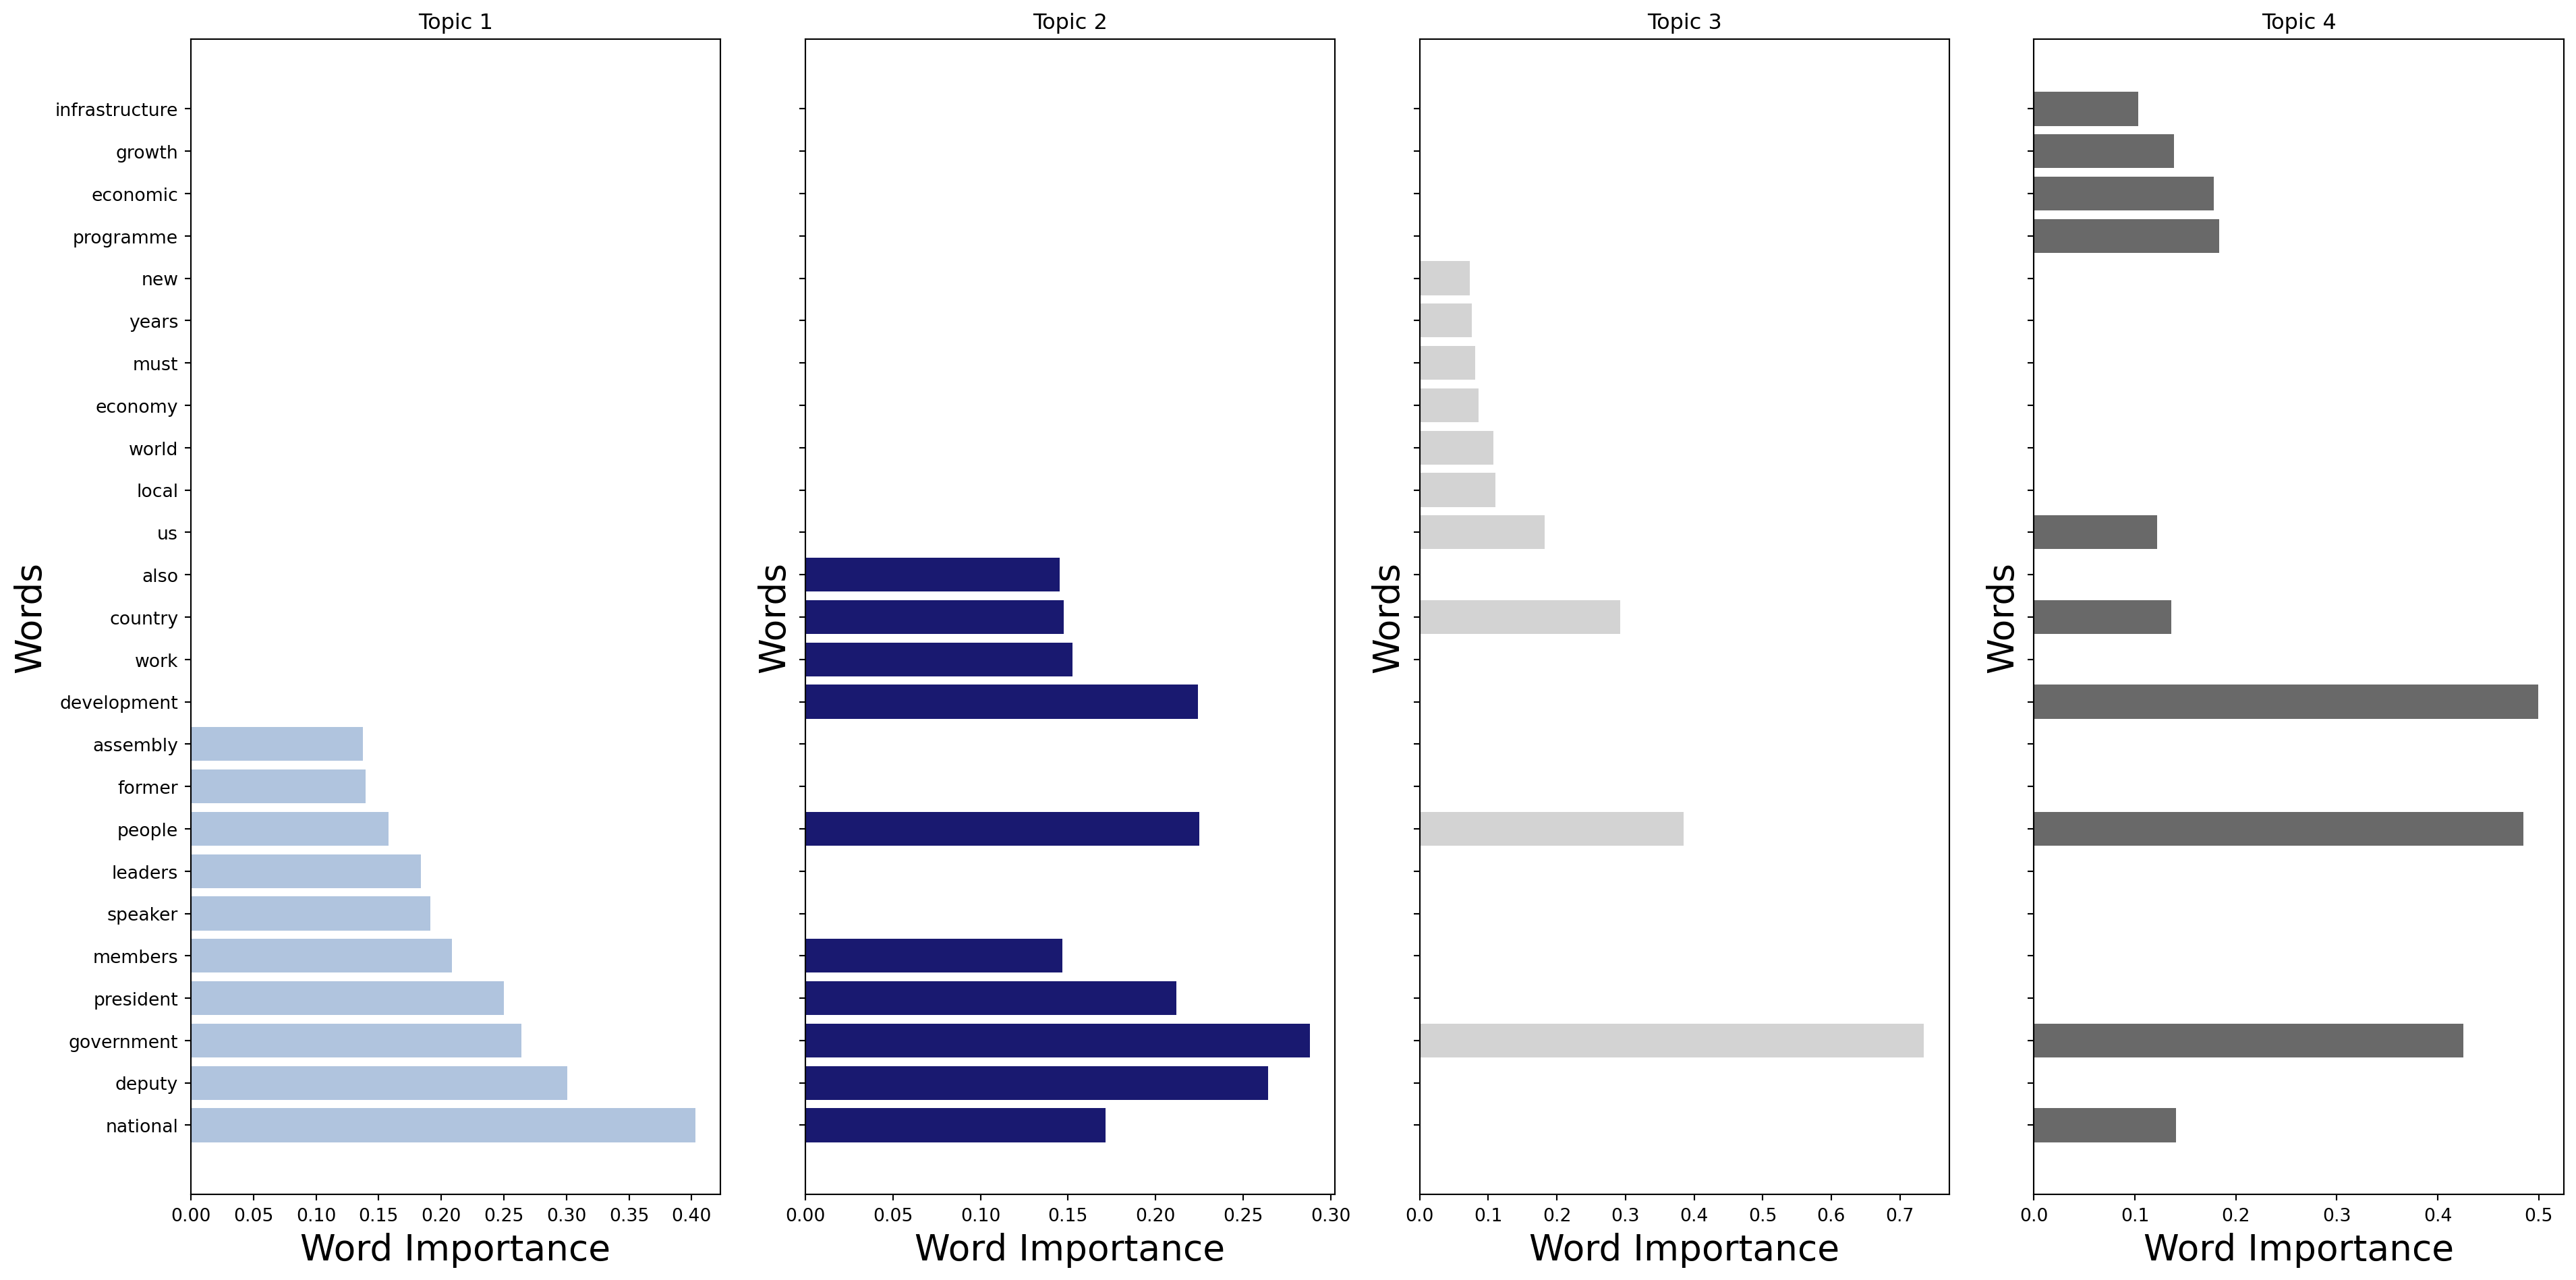 Topic 1
Topic 2
Topic 3
Topic 4
infrastructure
growth
economic
programme
new
years
must
economy
world
local
us
also
country
work
development
assembly
former
people
leaders
speaker
members
president
government
deputy
national
Words
Words
Words
Words
0.00 0.05 0.10 0.15 0.20 0.25 0.30 0.35 0.40
0.00 0.05 0.10 0.15 0.20 0.25 0.30
0.0 0.1 0.2 0.3 0.4 0.5 0.6 0.7
0.0 0.1 0.2 0.3 0.4 0.5
Word Importance
Word Importance
Word Importance
Word Importance